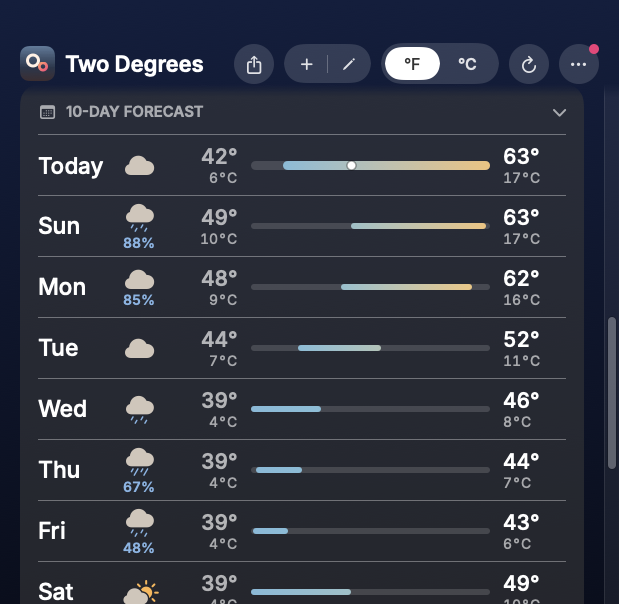 Two Degrees
°F
°C
10-DAY FORECAST
Today 42° 63°
6°C 17°C
Sun 49° 63°
88% 10°C 17°C
Mon 48° 62°
85% 9°C 16°C
Tue 44° 52°
7°C 11°C
Wed 39° 46°
4°C 8°C
Thu 39° 44°
67% 4°C 7°C
Fri 39° 43°
48% 4°C 6°C
Sat 39° 49°